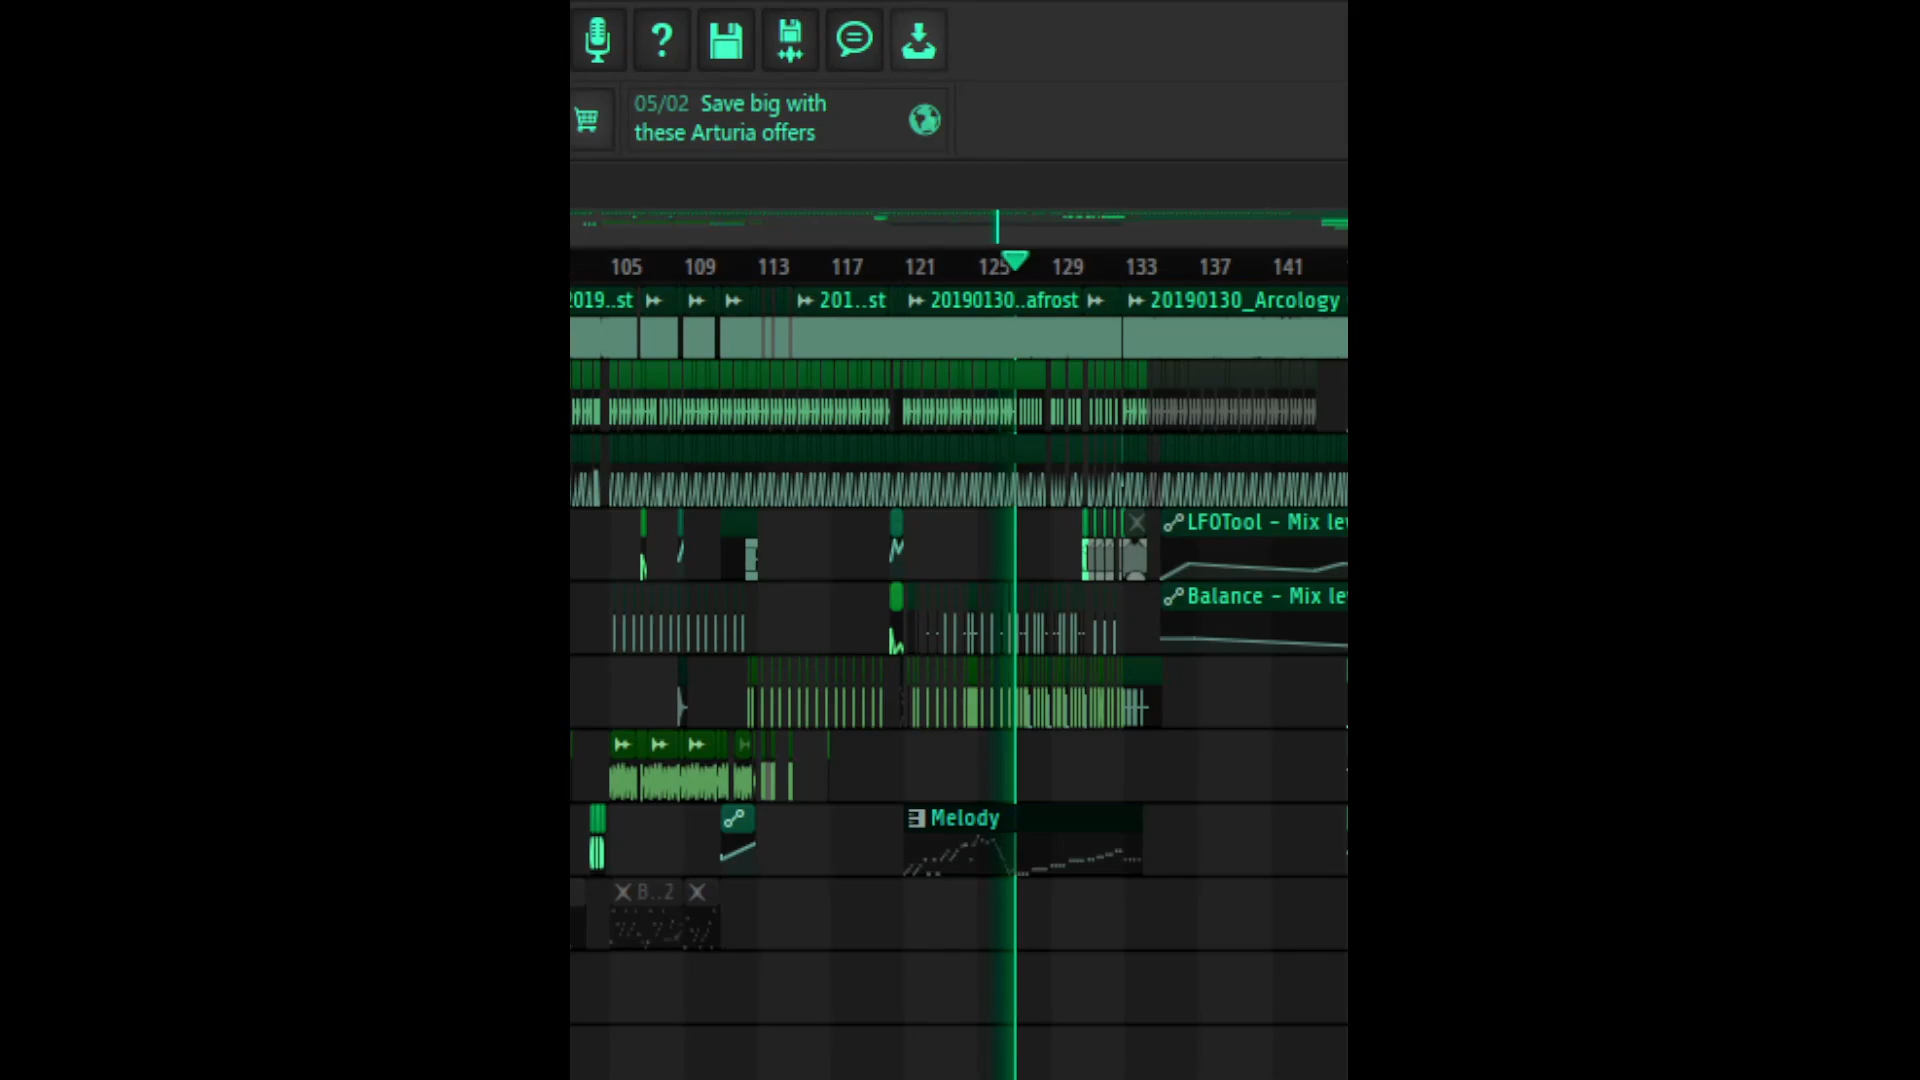 ?
05/02 Save big with
these Arturia offers
105 109 113 117 121 125 129 133 137 141
2019..st 201..st 20190130..afrost 20190130_Arcology
LFOTool - Mix le
Balance - Mix le
Melody
B..2